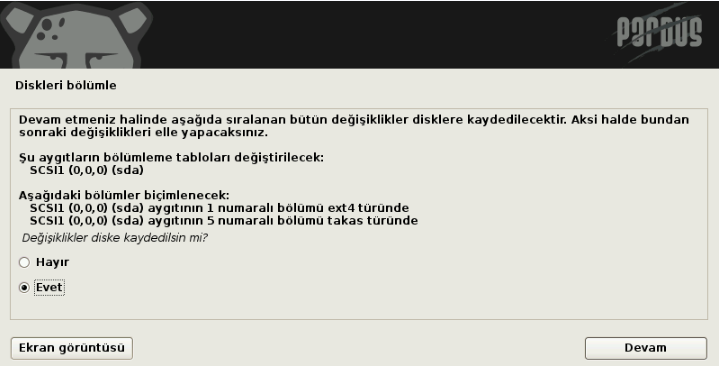 PARDUS
Diskleri bölümle
Devam etmeniz halinde aşağıda sıralanan bütün değişiklikler disklere kaydedilecektir. Aksi halde bundan
sonraki değişiklikleri elle yapacaksınız.
Şu aygıtların bölümleme tabloları değiştirilecek:
SCSI1 (0,0,0) (sda)
Aşağıdaki bölümler biçimlenecek:
SCSI1 (0,0,0) (sda) aygıtının 1 numaralı bölümü ext4 türünde
SCSI1 (0,0,0) (sda) aygıtının 5 numaralı bölümü takas türünde
Değişiklikler diske kaydedilsin mi?
Hayır
Evet
Ekran görüntüsü
Devam